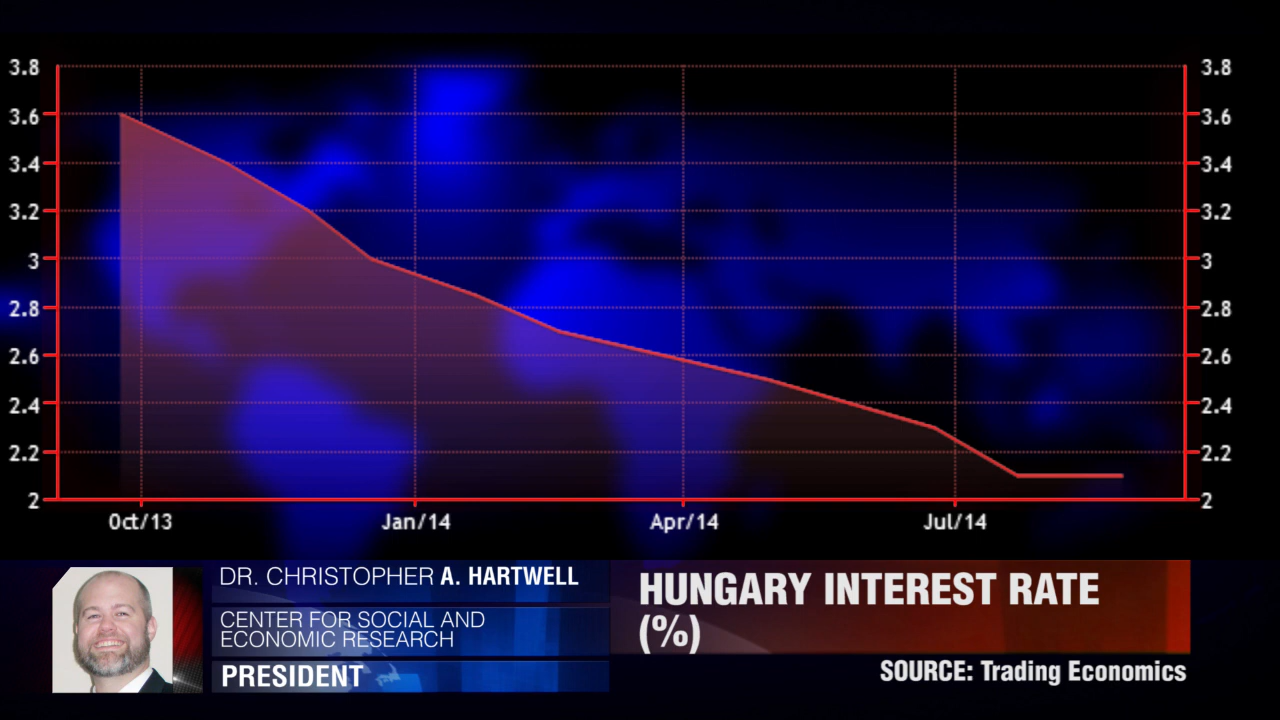 3.8 3.8
3.6 3.6
3.4 3.4
3.2 3.2
3 3
2.8 2.8
2.6 2.6
2.4 2.4
2.2 2.2
2 2
Oct/13 Jan/14 Apr/14 Jul/14
DR. CHRISTOPHER A. HARTWELL
CENTER FOR SOCIAL AND
ECONOMIC RESEARCH
PRESIDENT
HUNGARY INTEREST RATE
(%)
SOURCE: Trading Economics